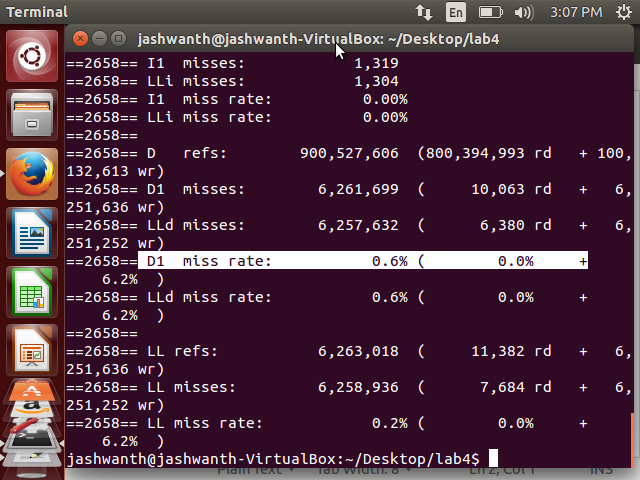 Terminal
En
3:07 PM
jashwanth@jashwanth-VirtualBox: ~/Desktop/lab4
==2658== I1  misses:             1,319
==2658== LLi misses:             1,304
==2658== I1  miss rate:           0.00%
==2658== LLi miss rate:           0.00%
==2658==
==2658== D   refs:        900,527,606  (800,394,993 rd   + 100,
132,613 wr)
==2658== D1  misses:        6,261,699  (     10,063 rd   +   6,
251,636 wr)
==2658== LLd misses:        6,257,632  (      6,380 rd   +   6,
251,252 wr)
==2658== D1  miss rate:           0.6% (        0.0%     +
    6.2%  )
==2658== LLd miss rate:           0.6% (        0.0%     +
    6.2%  )
==2658==
==2658== LL refs:           6,263,018  (     11,382 rd   +   6,
251,636 wr)
==2658== LL misses:         6,258,936  (      7,684 rd   +   6,
251,252 wr)
==2658== LL miss rate:            0.2% (        0.0%     +
    6.2%  )
jashwanth@jashwanth-VirtualBox:~/Desktop/lab4$
Plain Text Tab Width: 8 Ln 2, Col 1 INS